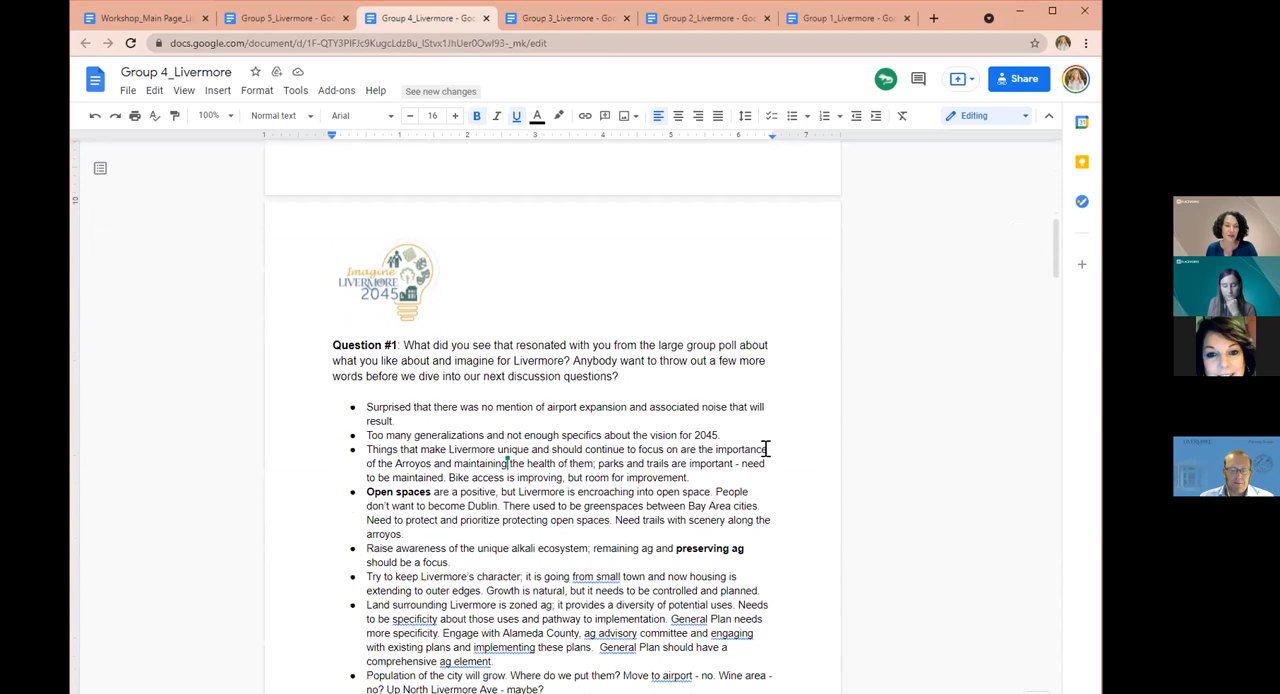 Workshop_Main Page_Li
Group 5_Livermore - Goo
Group 4_Livermore - Goo
Group 3_Livermore - Goo
Group 2_Livermore - Goo
Group 1_Livermore - Goo
docs.google.com/document/d/1F-QTY3PIFJc9KugcLdzBu_IStvx1JhUer0OwI93-_mk/edit
Group 4_Livermore
File Edit View Insert Format Tools Add-ons Help See new changes
Share
100% Normal text Arial 16 B I U A Editing
1 1 2 3 4 5 6 7
10
Imagine
LIVERMORE
2045
Question #1: What did you see that resonated with you from the large group poll about
what you like about and imagine for Livermore? Anybody want to throw out a few more
words before we dive into our next discussion questions?
● Surprised that there was no mention of airport expansion and associated noise that will
result.
● Too many generalizations and not enough specifics about the vision for 2045.
● Things that make Livermore unique and should continue to focus on are the importance
of the Arroyos and maintaining the health of them; parks and trails are important - need
to be maintained. Bike access is improving, but room for improvement.
● Open spaces are a positive, but Livermore is encroaching into open space. People
don't want to become Dublin. There used to be greenspaces between Bay Area cities.
Need to protect and prioritize protecting open spaces. Need trails with scenery along the
arroyos.
● Raise awareness of the unique alkali ecosystem; remaining ag and preserving ag
should be a focus.
● Try to keep Livermore's character; it is going from small town and now housing is
extending to outer edges. Growth is natural, but it needs to be controlled and planned.
● Land surrounding Livermore is zoned ag; it provides a diversity of potential uses. Needs
to be specificity about those uses and pathway to implementation. General Plan needs
more specificity. Engage with Alameda County, ag advisory committee and engaging
with existing plans and implementing these plans. General Plan should have a
comprehensive ag element.
● Population of the city will grow. Where do we put them? Move to airport - no. Wine area -
no? Up North Livermore Ave - maybe?